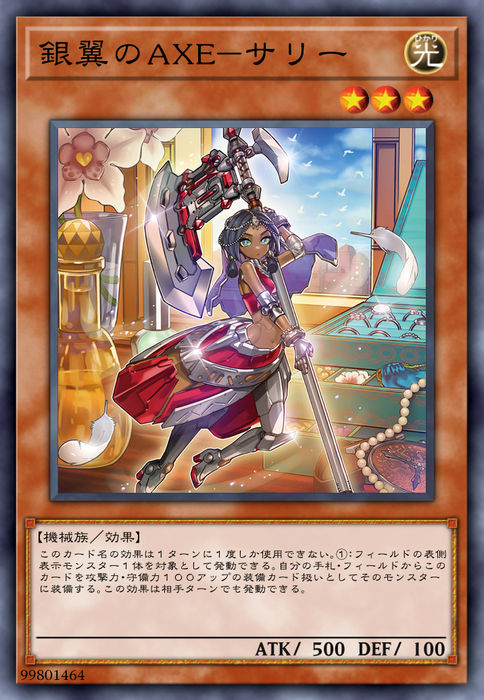 銀翼のAXE－サリー
ひかり
光
【機械族／効果】
このカード名の効果は１ターンに１度しか使用できない。①：フィールドの表側
表示モンスター１体を対象として発動できる。自分の手札・フィールドからこの
カードを攻撃力・守備力１００アップの装備カード扱いとしてそのモンスター
に装備する。この効果は相手ターンでも発動できる。
ATK/ 500 DEF/ 100
99801464